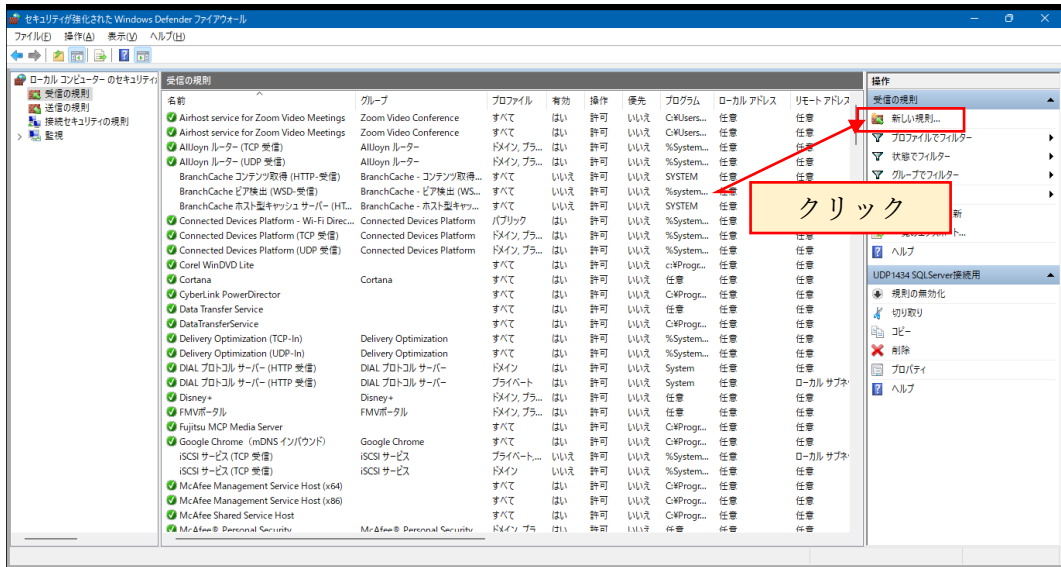 セキュリティが強化された Windows Defender ファイアウォール
ファイル(F) 操作(A) 表示(V) ヘルプ(H)
ローカル コンピューター のセキュリティ
受信の規則
送信の規則
接続セキュリティの規則
監視
受信の規則
名前 グループ プロファイル 有効 操作 優先 プログラム ローカル アドレス リモート アドレス
Airhost service for Zoom Video Meetings Zoom Video Conference すべて はい 許可 いいえ C:¥Users... 任意 任意
Airhost service for Zoom Video Meetings Zoom Video Conference すべて はい 許可 いいえ C:¥Users... 任意 任意
AllJoyn ルーター (TCP 受信) AllJoyn ルーター ドメイン, プラ... はい 許可 いいえ %System... 任意 任意
AllJoyn ルーター (UDP 受信) AllJoyn ルーター ドメイン, プラ... はい 許可 いいえ %System... 任意 任意
BranchCache コンテンツ取得 (HTTP-受信) BranchCache - コンテンツ取得... すべて いいえ 許可 いいえ SYSTEM 任意 任意
BranchCache ピア検出 (WSD-受信) BranchCache - ピア検出 (WS... すべて いいえ 許可 いいえ %system...
BranchCache ホスト型キャッシュ サーバー (HT... BranchCache - ホスト型キャッ... すべて いいえ 許可 いいえ SYSTEM 任意
Connected Devices Platform - Wi-Fi Direc... Connected Devices Platform パブリック はい 許可 いいえ %System... 任意
Connected Devices Platform (TCP 受信) Connected Devices Platform ドメイン, プラ... はい 許可 いいえ %System... 任意 任意
Connected Devices Platform (UDP 受信) Connected Devices Platform ドメイン, プラ... はい 許可 いいえ %System... 任意 任意
Corel WinDVD Lite すべて はい 許可 いいえ c:¥Progr... 任意 任意
Cortana Cortana すべて はい 許可 いいえ 任意 任意 任意
CyberLink PowerDirector すべて はい 許可 いいえ C:¥Progr... 任意 任意
Data Transfer Service すべて はい 許可 いいえ 任意 任意 任意
DataTransferService すべて はい 許可 いいえ C:¥Progr... 任意 任意
Delivery Optimization (TCP-In) Delivery Optimization すべて はい 許可 いいえ %System... 任意 任意
Delivery Optimization (UDP-In) Delivery Optimization すべて はい 許可 いいえ %System... 任意 任意
DIAL プロトコル サーバー (HTTP 受信) DIAL プロトコル サーバー ドメイン はい 許可 いいえ System 任意 任意
DIAL プロトコル サーバー (HTTP 受信) DIAL プロトコル サーバー プライベート はい 許可 いいえ System 任意 ローカル サブネ
Disney+ Disney+ ドメイン, プラ... はい 許可 いいえ 任意 任意 任意
FMVポータル FMVポータル ドメイン, プラ... はい 許可 いいえ 任意 任意 任意
Fujitsu MCP Media Server すべて はい 許可 いいえ C:¥Progr... 任意 任意
Google Chrome（mDNS インバウンド） Google Chrome すべて はい 許可 いいえ C:¥Progr... 任意 任意
iSCSI サービス (TCP 受信) iSCSI サービス プライベート,... いいえ 許可 いいえ %System... 任意 ローカル サブネ
iSCSI サービス (TCP 受信) iSCSI サービス ドメイン いいえ 許可 いいえ %System... 任意 任意
McAfee Management Service Host (x64) すべて はい 許可 いいえ C:¥Progr... 任意 任意
McAfee Management Service Host (x86) すべて はい 許可 いいえ C:¥Progr... 任意 任意
McAfee Shared Service Host すべて はい 許可 いいえ C:¥Progr... 任意 任意
McAfee® Personal Security McAfee® Personal Security ドメイン, プラ はい 許可 いいえ 任意 任意 任意
クリック
操作
受信の規則
新しい規則...
プロファイルでフィルター
状態でフィルター
グループでフィルター
新
ヘルプ
UDP1434 SQLServer接続用
規則の無効化
切り取り
コピー
削除
プロパティ
ヘルプ